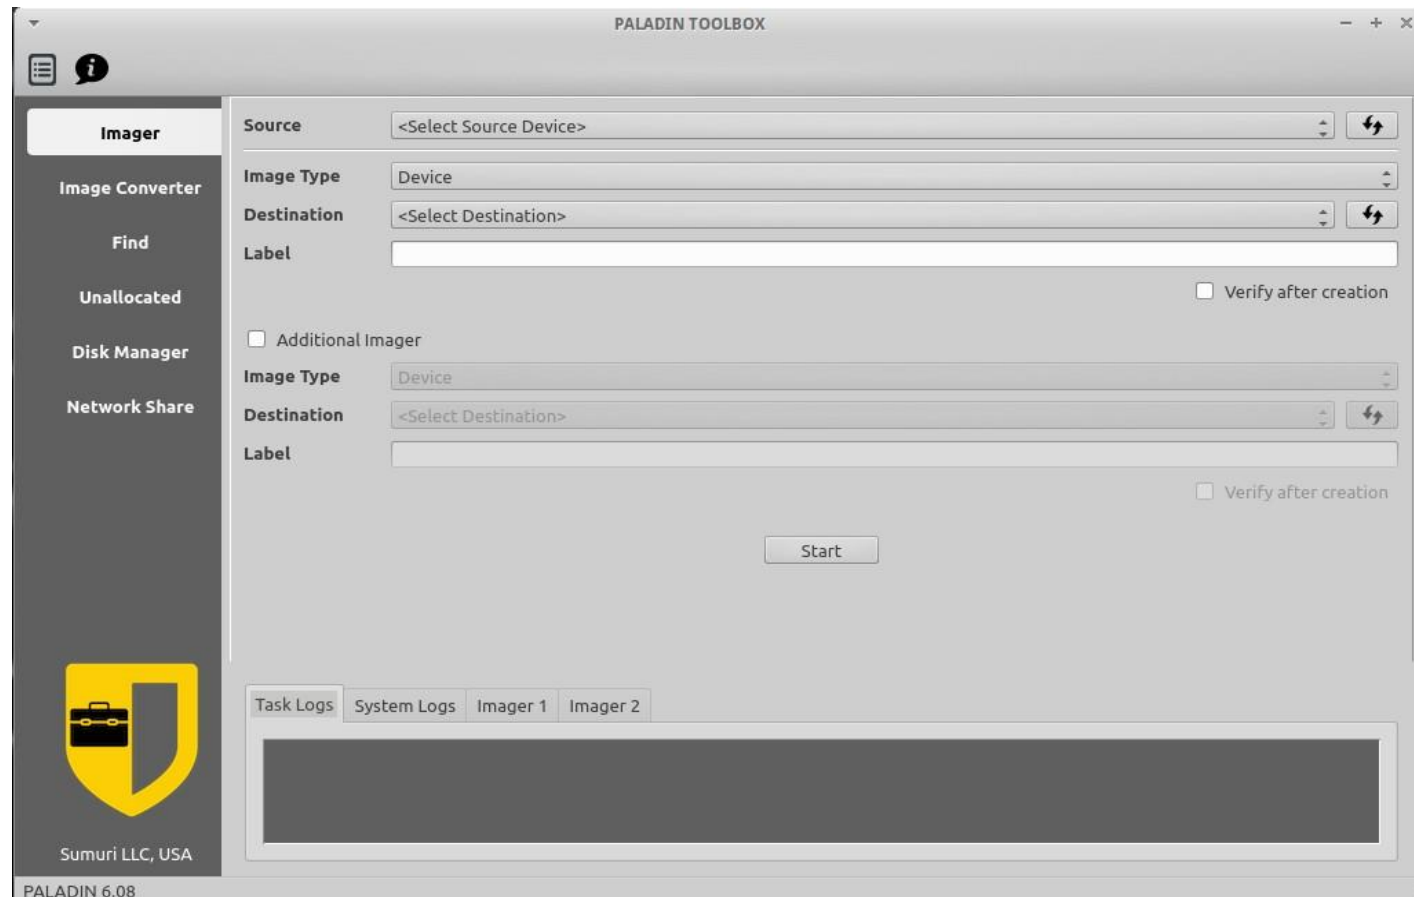 PALADIN TOOLBOX
Imager
Image Converter
Find
Unallocated
Disk Manager
Network Share
Sumuri LLC, USA
Source <Select Source Device>
Image Type Device
Destination <Select Destination>
Label
Verify after creation
Additional Imager
Image Type Device
Destination <Select Destination>
Label
Verify after creation
Start
Task Logs System Logs Imager 1 Imager 2
PALADIN 6.08